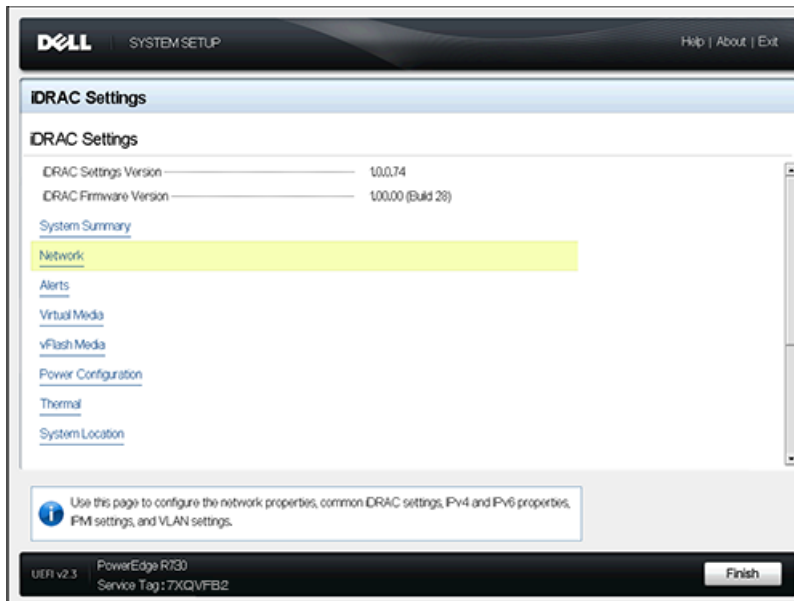 DELL SYSTEM SETUP Help | About | Exit
iDRAC Settings
iDRAC Settings
iDRAC Settings Version 1.0.0.74
iDRAC Firmware Version 1.00.00 (Build 28)
System Summary
Network
Alerts
Virtual Media
vFlash Media
Power Configuration
Thermal
System Location
Use this page to configure the network properties, common iDRAC settings, IPv4 and IPv6 properties,
IPMI settings, and VLAN settings.
UEFI v2.3 PowerEdge R730 Finish
Service Tag : 7XQVFB2